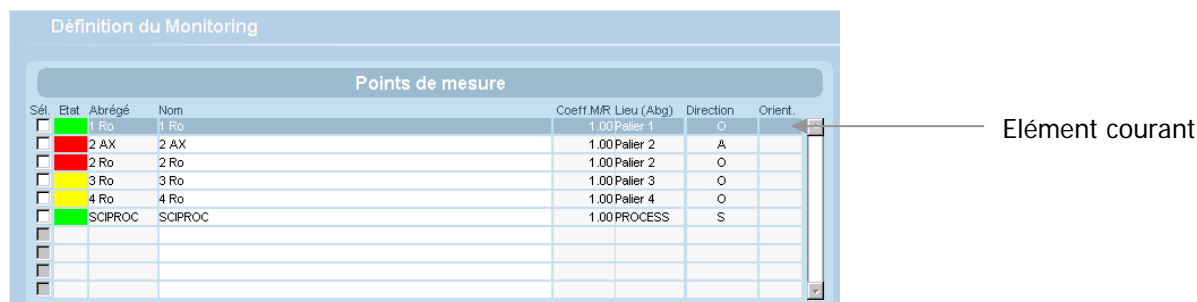 Définition du Monitoring
Points de mesure
Sél. Etat Abrégé Nom Coeff.M/R Lieu (Abg) Direction Orient.
1 Ro 1 Ro 1.00 Palier 1 O
Elément courant
2 AX 2 AX 1.00 Palier 2 A
2 Ro 2 Ro 1.00 Palier 2 O
3 Ro 3 Ro 1.00 Palier 3 O
4 Ro 4 Ro 1.00 Palier 4 O
SCIPROC SCIPROC 1.00 PROCESS S